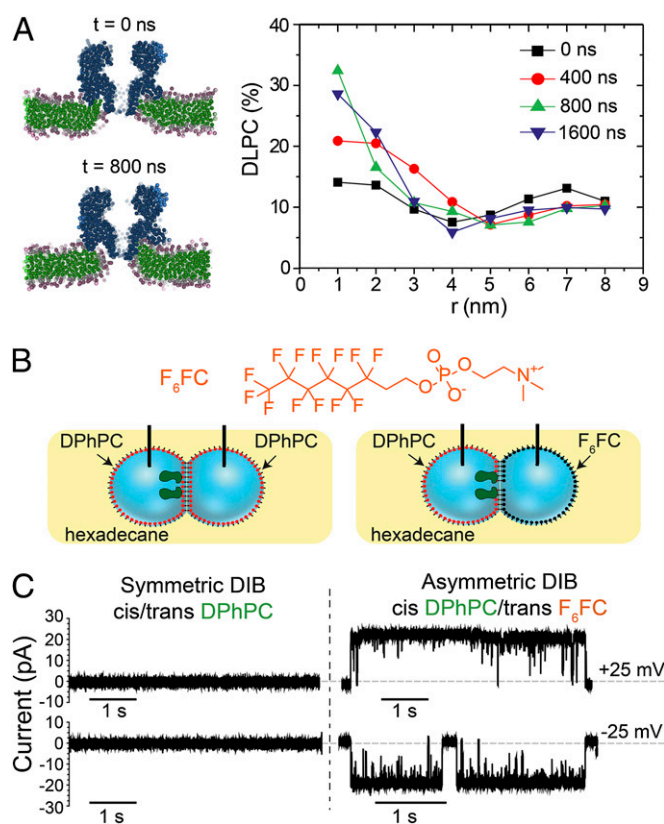 A
t = 0 ns
t = 800 ns
DLPC (%)
40
30
20
10
0
0 ns
400 ns
800 ns
1600 ns
0 1 2 3 4 5 6 7 8 9
r (nm)
B
F₆FC
F F F F F F
F
F
F F F F F F
O
O P O N⁺
O⁻
DPhPC DPhPC
hexadecane
DPhPC F₆FC
hexadecane
C
Symmetric DIB
cis/trans DPhPC
Asymmetric DIB
cis DPhPC/trans F₆FC
Current (pA)
30
20
10
0
-10
1 s
1 s
+25 mV
10
0
-10
-20
-30
1 s
1 s
-25 mV